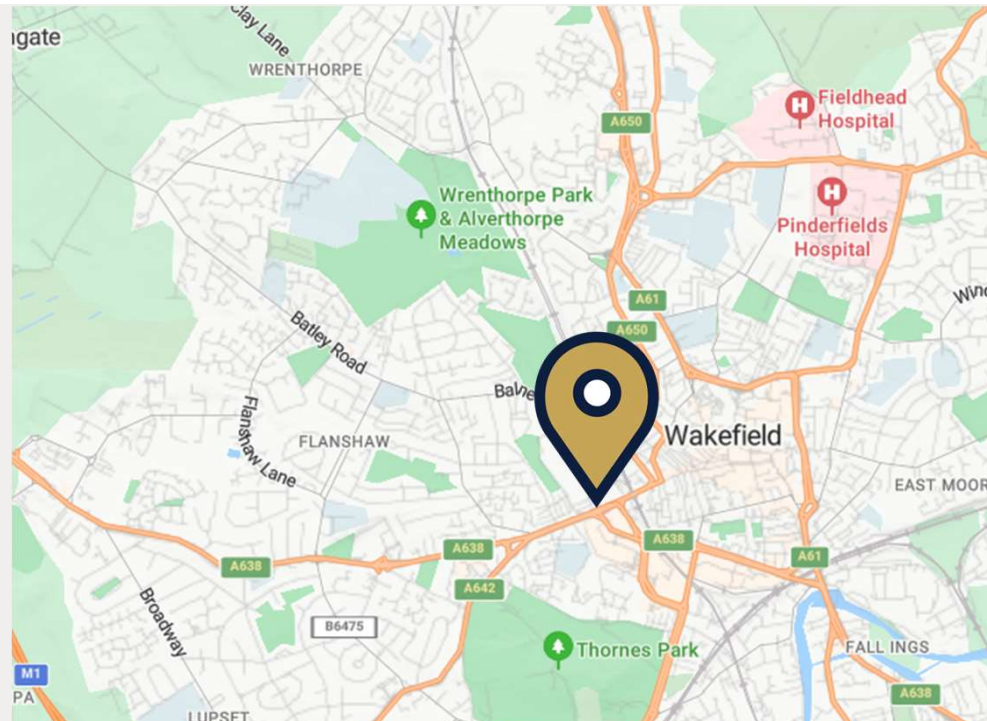 ngate
Clay Lane
WRENTHORPE
A650
Fieldhead
Hospital
Wrenthorpe Park
& Alverthorpe
Meadows
Pinderfields
Hospital
A61
Wind
A650
Batley Road
Balne
Flanshaw Lane
FLANSHAW
Wakefield
EAST MOOR
A638
A638
A638
A61
A642
Broadway
B6475
Thornes Park
FALL INGS
M1
PA
A638
LUPSET